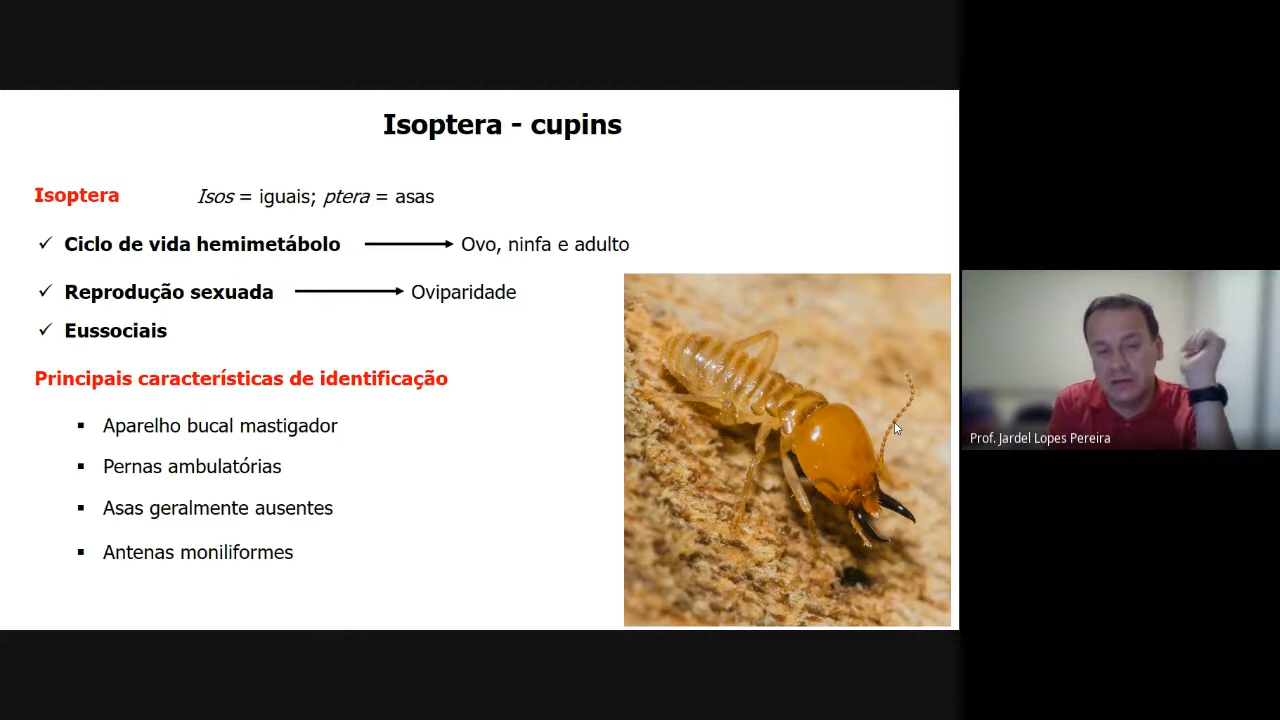 Isoptera - cupins
Isoptera Isos = iguais; ptera = asas
✓ Ciclo de vida hemimetábolo Ovo, ninfa e adulto
✓ Reprodução sexuada Oviparidade
✓ Eussociais
Principais características de identificação
▪ Aparelho bucal mastigador
▪ Pernas ambulatórias
▪ Asas geralmente ausentes
▪ Antenas moniliformes
Prof. Jardel Lopes Pereira